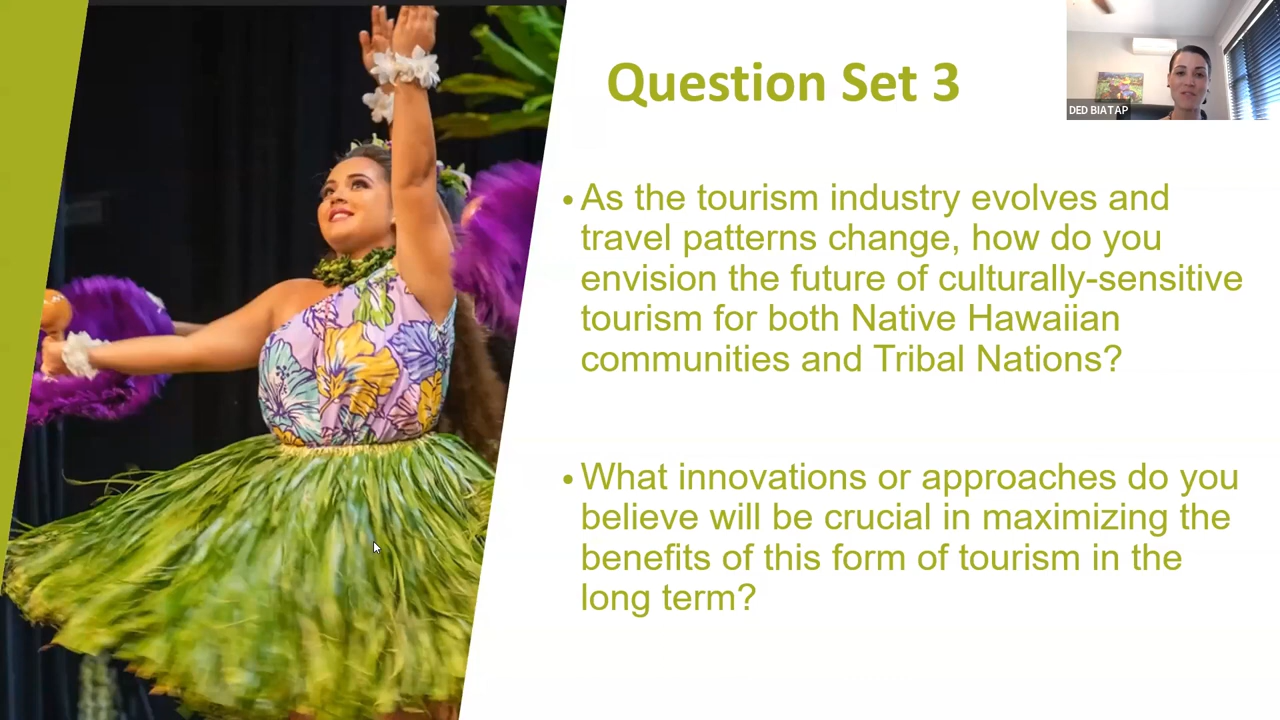 Question Set 3
DED BIATAP
• As the tourism industry evolves and
travel patterns change, how do you
envision the future of culturally-sensitive
tourism for both Native Hawaiian
communities and Tribal Nations?
• What innovations or approaches do you
believe will be crucial in maximizing the
benefits of this form of tourism in the
long term?